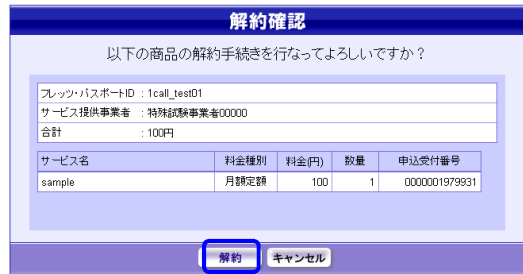 解約確認
以下の商品の解約手続きを行なってよろしいですか？
フレッツ・パスポートID : 1call_test01
サービス提供事業者 : 特殊試験事業者00000
合計 : 100円
サービス名 料金種別 料金(円) 数量 申込受付番号
sample 月額定額 100 1 0000001979931
解約 キャンセル